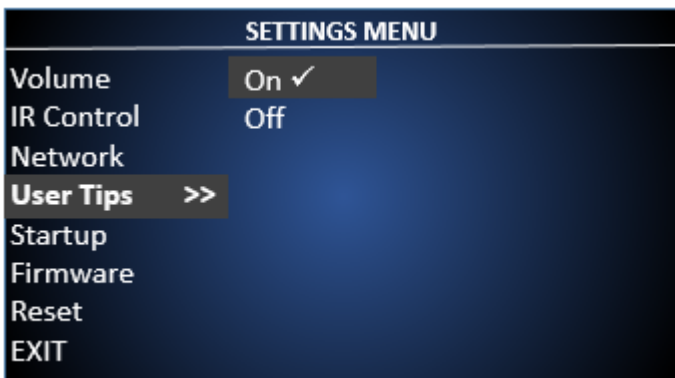 SETTINGS MENU
Volume
On ✓
IR Control
Off
Network
User Tips >>
Startup
Firmware
Reset
EXIT